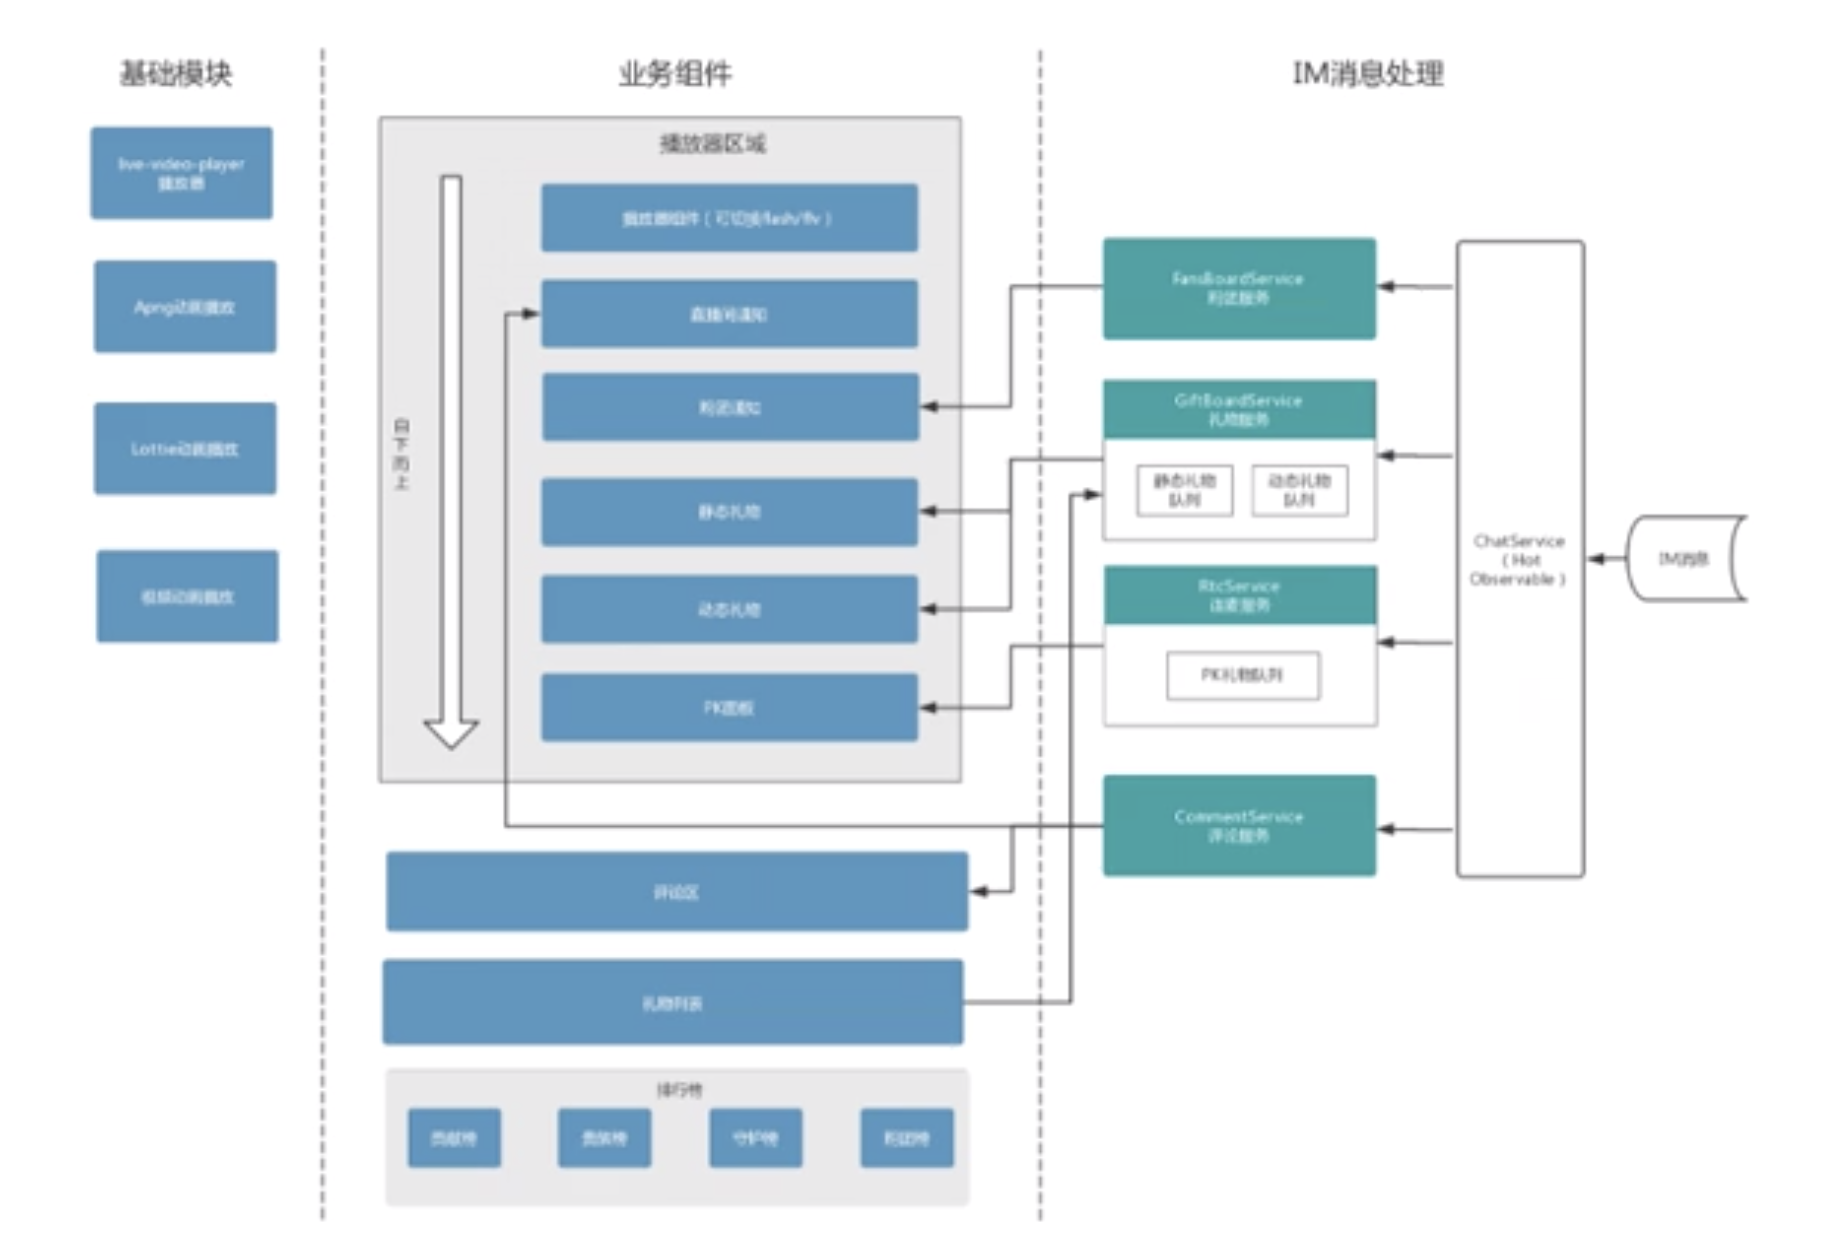 基础模块
live-video-player
播放器
Apng动画播放
Lottie动画播放
视频动画播放
业务组件
播放器区域
自下而上
播放器组件（可切换flash/flv）
直播间通知
粉团通知
静态礼物
动态礼物
PK面板
评论区
礼物列表
排行榜
贡献榜
贵族榜
守护榜
粉团榜
IM消息处理
FansBoardService
粉团服务
GiftBoardService
礼物服务
静态礼物
队列
动态礼物
队列
RtcService
连麦服务
PK礼物队列
CommentService
评论服务
ChatService
（Hot
Observable）
IM消息